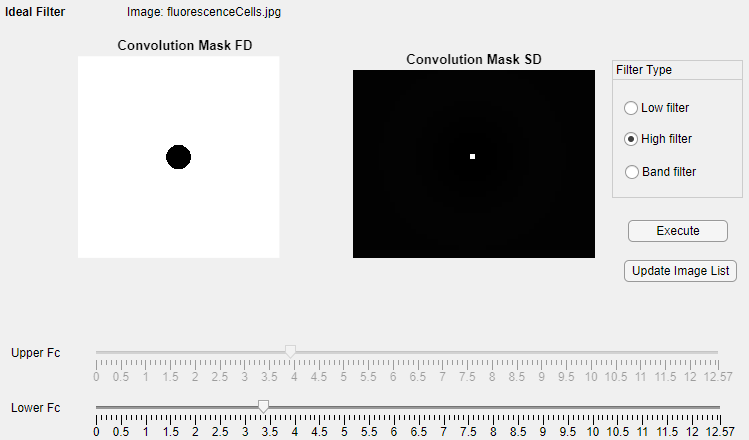 Ideal Filter Image: fluorescenceCells.jpg
Convolution Mask FD
Convolution Mask SD
Filter Type
Low filter
High filter
Band filter
Execute
Update Image List
Upper Fc
0 0.5 1 1.5 2 2.5 3 3.5 4 4.5 5 5.5 6 6.5 7 7.5 8 8.5 9 9.5 10 10.5 11 11.5 12 12.57
Lower Fc
0 0.5 1 1.5 2 2.5 3 3.5 4 4.5 5 5.5 6 6.5 7 7.5 8 8.5 9 9.5 10 10.5 11 11.5 12 12.57